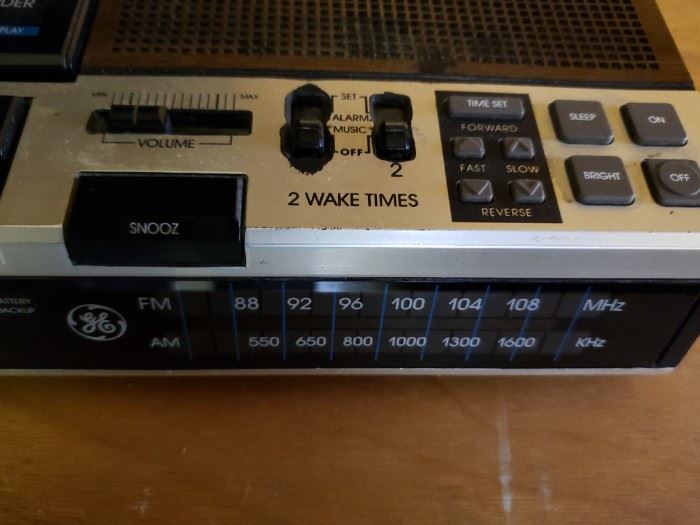 DER
PLAY
MIN MAX
VOLUME
SET
ALARM
MUSIC
OFF
2
2 WAKE TIMES
TIME SET
FORWARD
FAST SLOW
REVERSE
SLEEP ON
BRIGHT OFF
SNOOZ
ATTERY
BACKUP
GE
FM 88 92 96 100 104 108 MHz
AM 550 650 800 1000 1300 1600 KHz